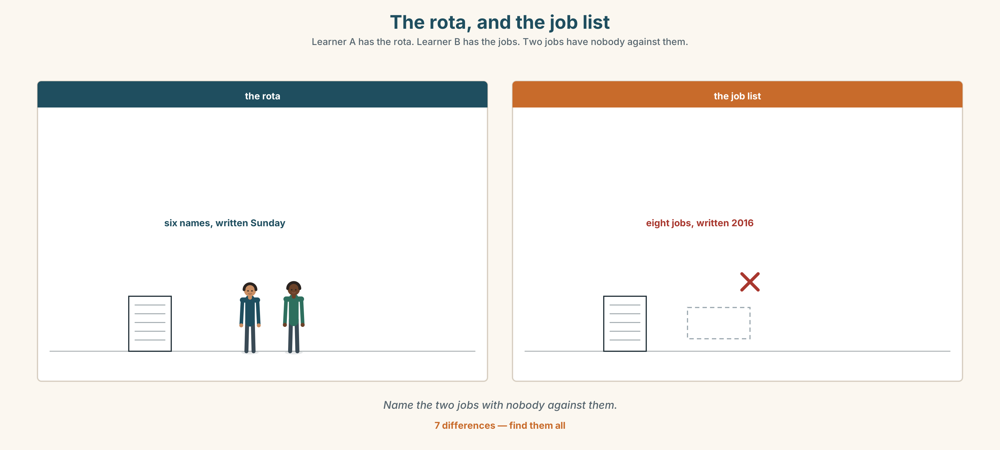 The rota, and the job list
Learner A has the rota. Learner B has the jobs. Two jobs have nobody against them.
the rota
six names, written Sunday
the job list
eight jobs, written 2016
Name the two jobs with nobody against them.
7 differences — find them all